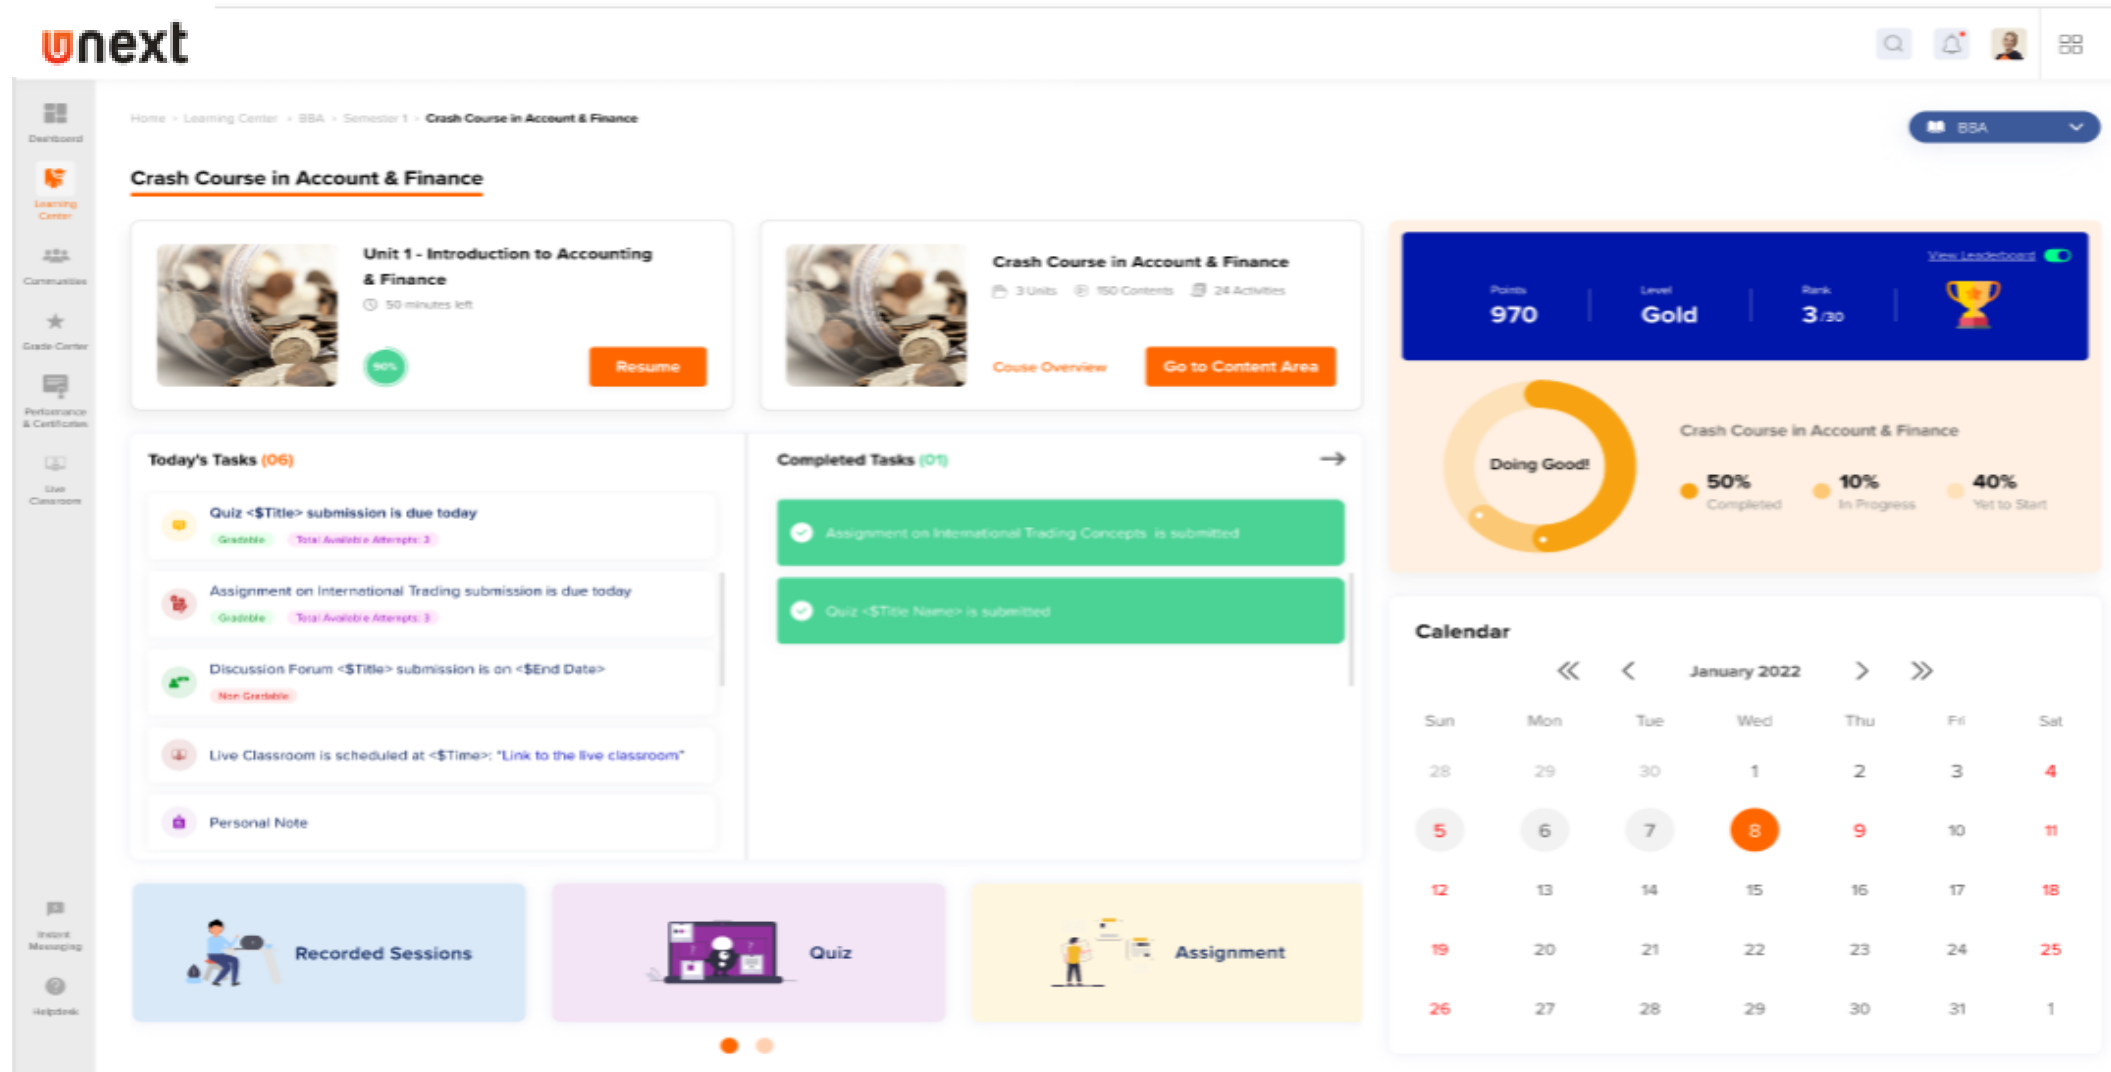 unext
Home > Learning Center > BBA > Semester 1 > Crash Course in Account & Finance
BBA
Dashboard
Learning
Center
Communities
Grade Center
Performance
& Certificates
Live
Classroom
Instant
Messaging
Helpdesk
Crash Course in Account & Finance
Unit 1 - Introduction to Accounting
& Finance
50 minutes left
90%
Resume
Crash Course in Account & Finance
3 Units 150 Contents 24 Activities
Couse Overview
Go to Content Area
View Leaderboard
Points Level Rank
970 Gold 3 /30
Doing Good!
Crash Course in Account & Finance
50% 10% 40%
Completed In Progress Yet to Start
Today's Tasks (06)
Quiz <$Title> submission is due today
Gradable Total Available Attempts: 3
Assignment on International Trading submission is due today
Gradable Total Available Attempts: 3
Discussion Forum <$Title> submission is on <$End Date>
Non Gradable
Live Classroom is scheduled at <$Time>: "Link to the live classroom"
Personal Note
Completed Tasks (01)
Assignment on International Trading Concepts is submitted
Quiz <$Title Name> is submitted
Calendar
January 2022
Sun Mon Tue Wed Thu Fri Sat
28 29 30 1 2 3 4
5 6 7 8 9 10 11
12 13 14 15 16 17 18
19 20 21 22 23 24 25
26 27 28 29 30 31 1
Recorded Sessions
Quiz
Assignment